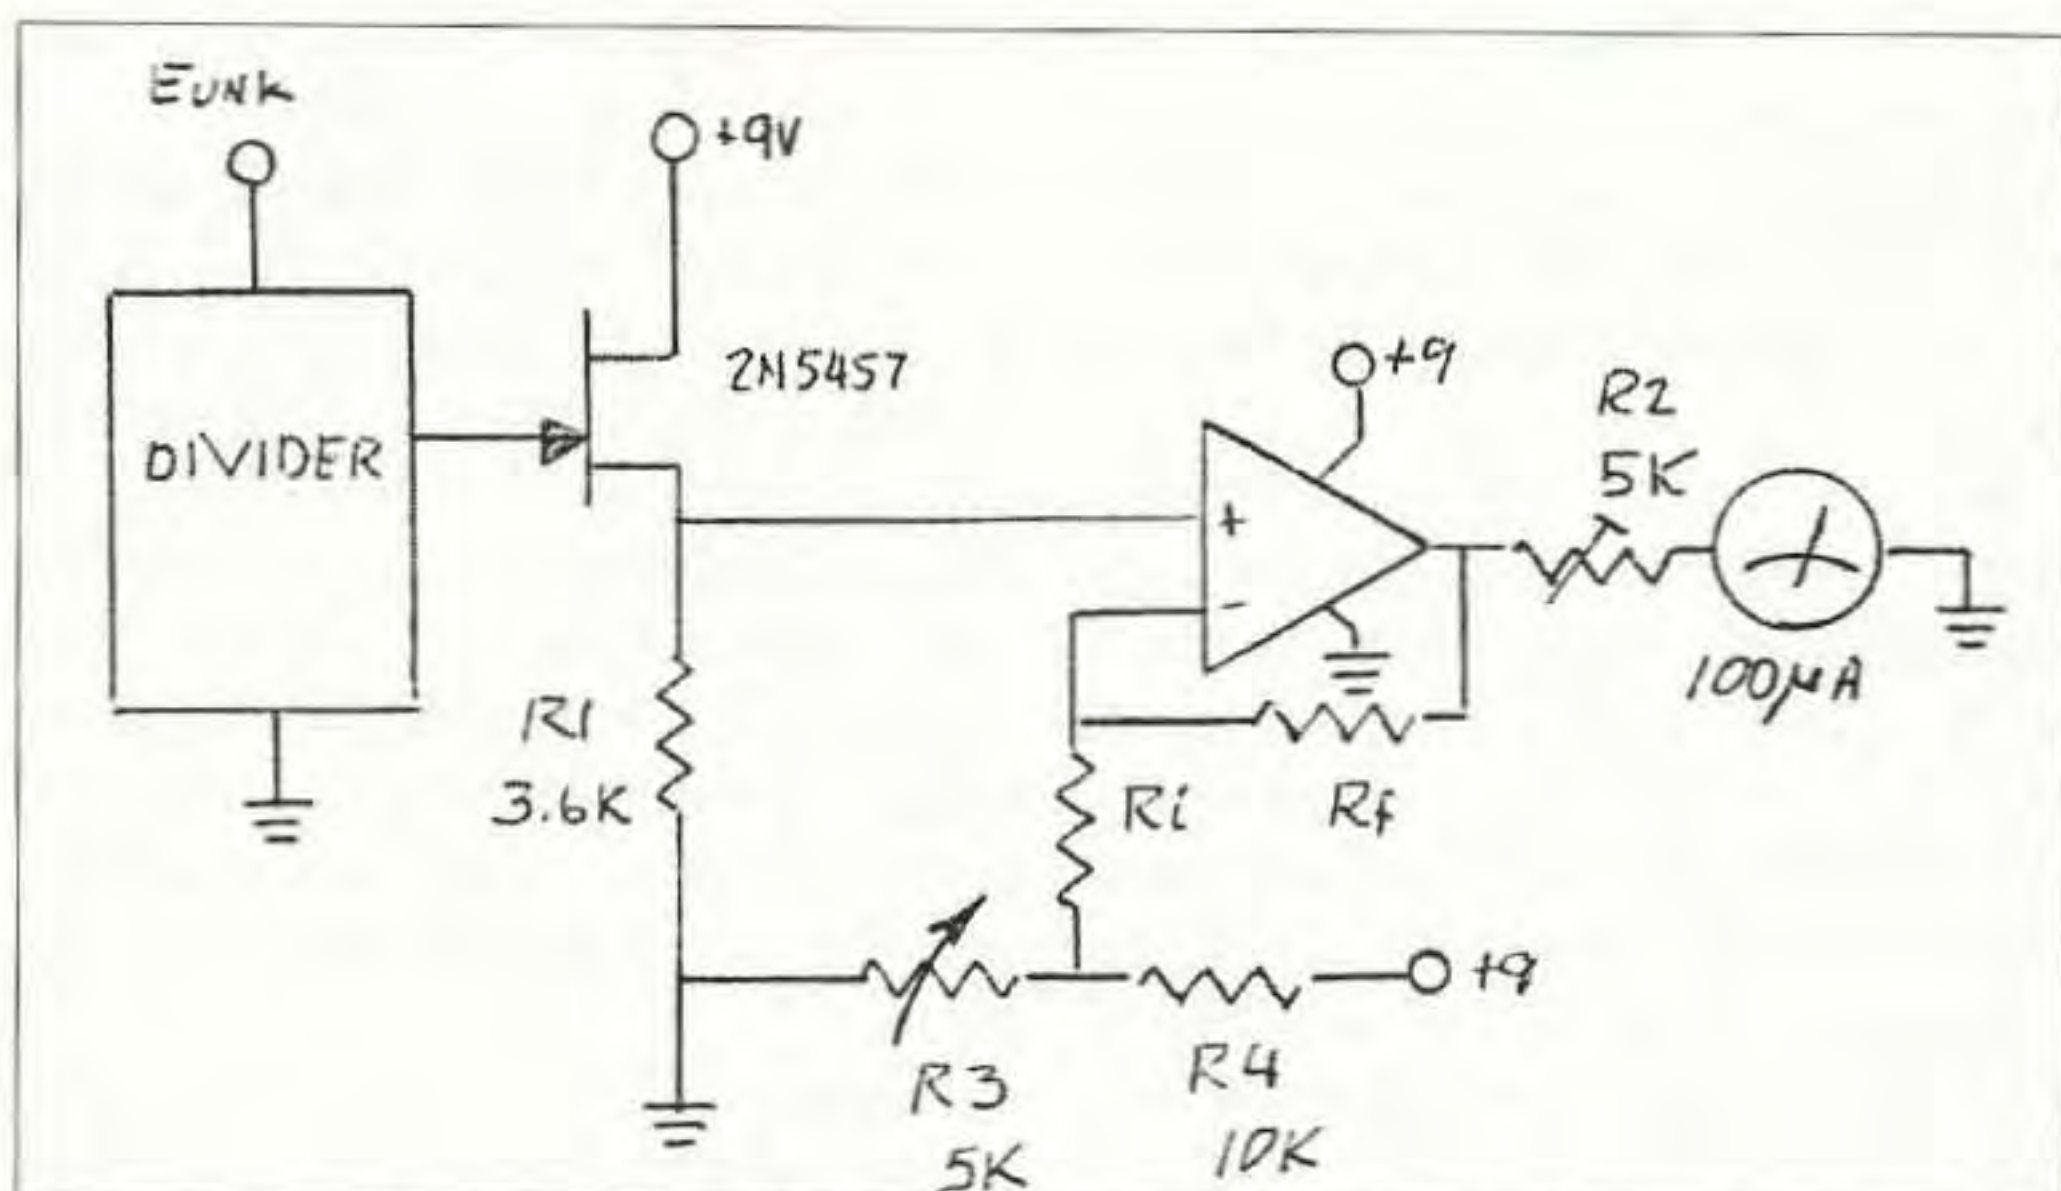 EUNK
+9V
2N5457
DIVIDER
+9
R2
5K
+
-
100μA
R1
3.6K
Ri
Rf
+9
R3
5K
R4
10K